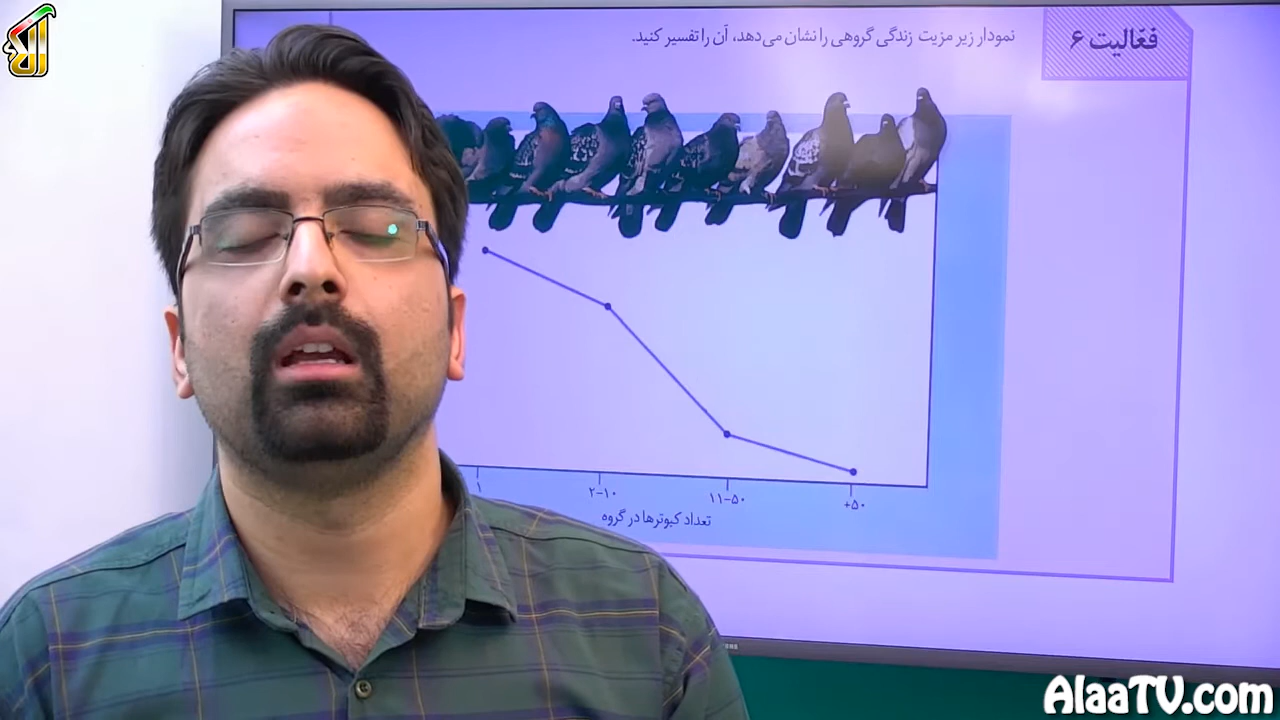 آلاء
فعّالیت ۶
نمودار زیر مزیت زندگی گروهی را نشان می‌دهد، آن را تفسیر کنید.
۱
۲-۱۰
۱۱-۵۰
+۵۰
تعداد کبوترها در گروه
AlaaTV.com